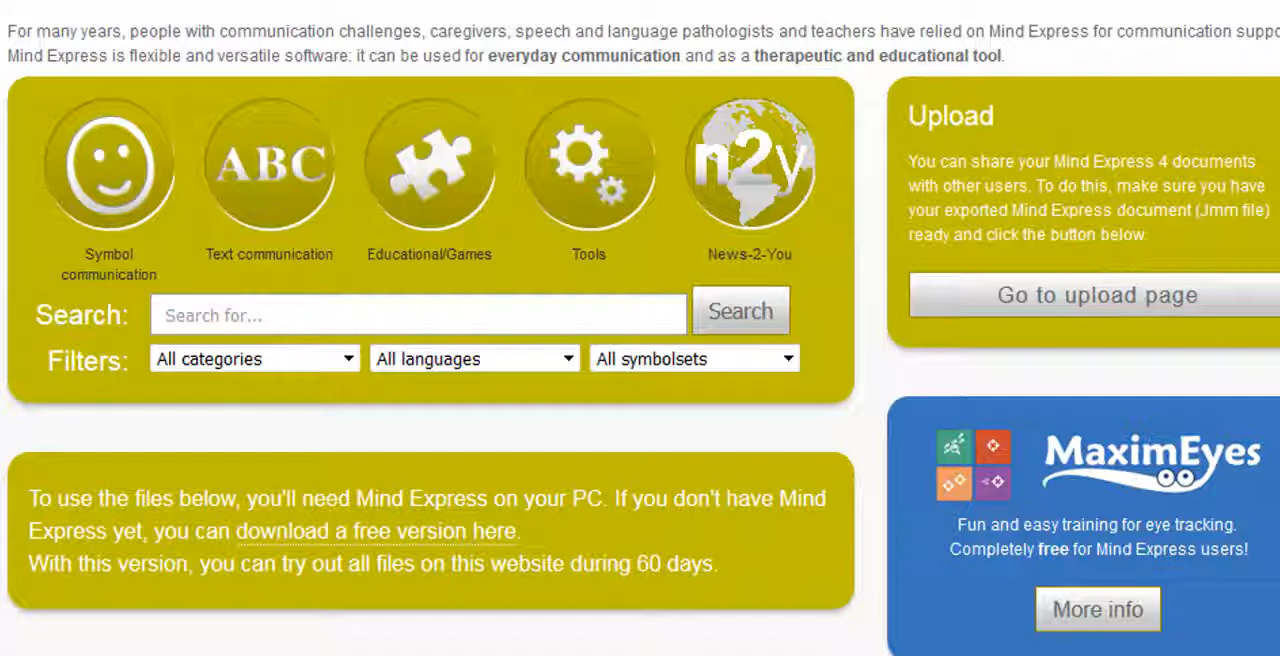 For many years, people with communication challenges, caregivers, speech and language pathologists and teachers have relied on Mind Express for communication
Mind Express is flexible and versatile software: it can be used for everyday communication and as a therapeutic and educational tool.
ABC
n2y
Symbol
communication
Text communication
Educational/Games
Tools
News-2-You
Search:
Search for...
Search
Filters:
All categories
All languages
All symbolsets
To use the files below, you'll need Mind Express on your PC. If you don't have Mind
Express yet, you can download a free version here.
With this version, you can try out all files on this website during 60 days.
Upload
You can share your Mind Express 4 documents
with other users. To do this, make sure you have
your exported Mind Express document (Jmm file)
ready and click the button below.
Go to upload page
MaximEyes
Fun and easy training for eye tracking.
Completely free for Mind Express users!
More info